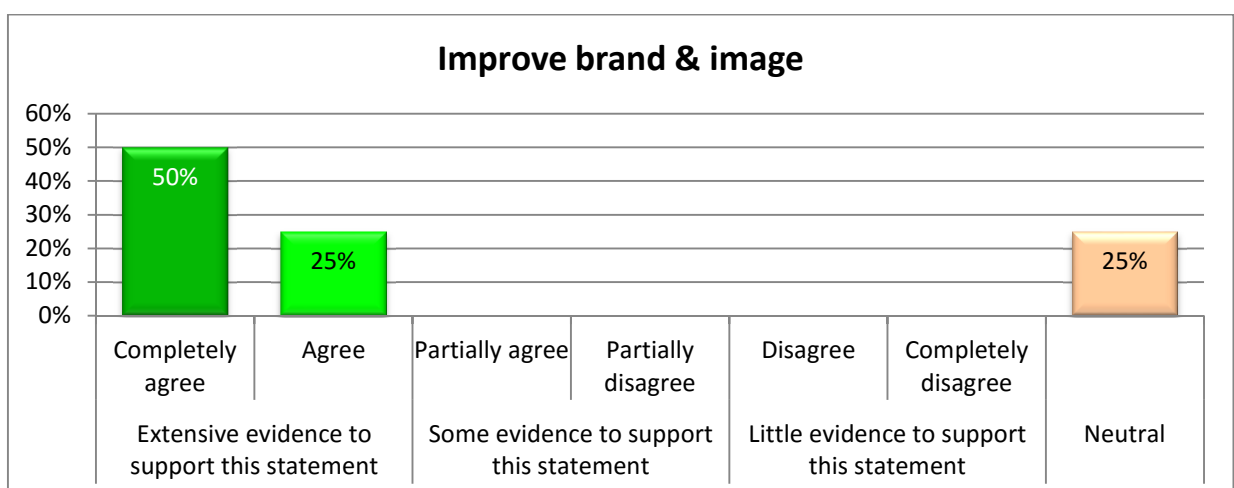 Improve brand & image
60%
50%
40%
30%
20%
10%
0%
50%
25%
25%
Completely
agree
Agree
Partially agree
Partially
disagree
Disagree
Completely
disagree
Extensive evidence to
support this statement
Some evidence to support
this statement
Little evidence to support
this statement
Neutral